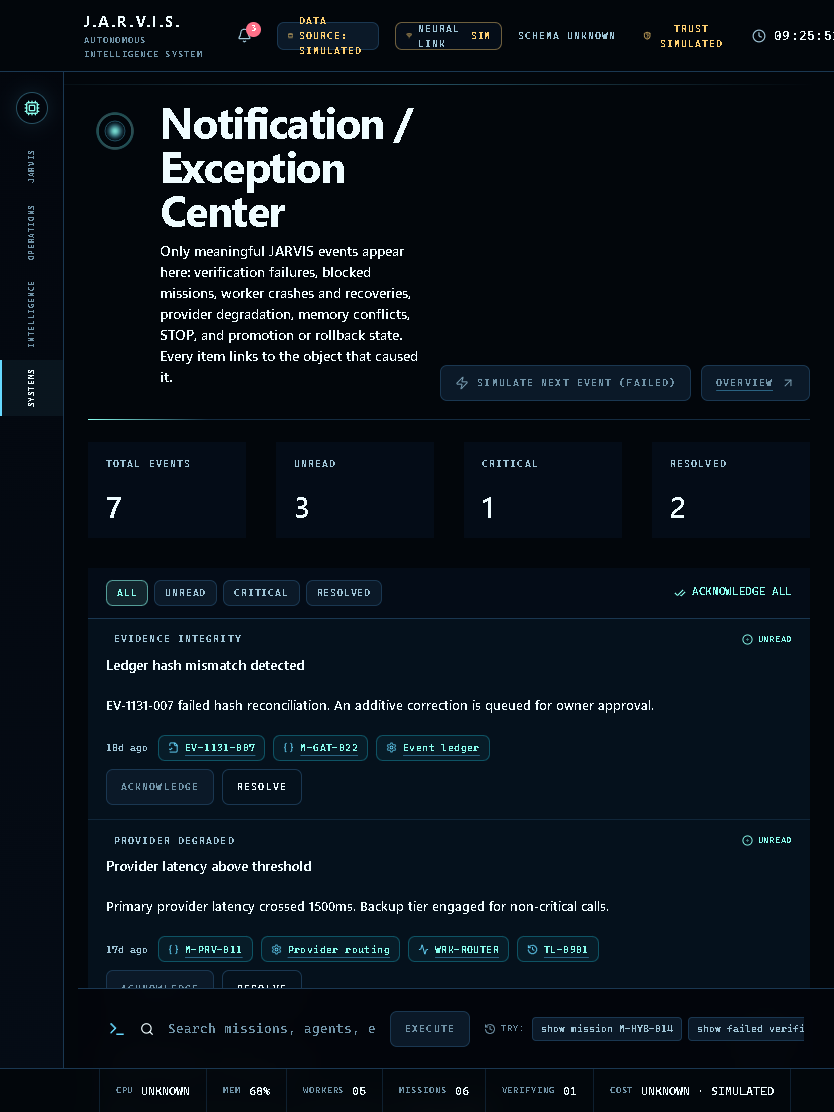 J.A.R.V.I.S.
AUTONOMOUS
INTELLIGENCE SYSTEM
3
DATA
SOURCE:
SIMULATED
NEURAL
LINK
SIM
SCHEMA UNKNOWN
TRUST
SIMULATED
09:25:5
JARVIS
OPERATIONS
INTELLIGENCE
SYSTEMS
Notification /
Exception
Center
Only meaningful JARVIS events appear
here: verification failures, blocked
missions, worker crashes and recoveries,
provider degradation, memory conflicts,
STOP, and promotion or rollback state.
Every item links to the object that caused
it.
SIMULATE NEXT EVENT (FAILED)
OVERVIEW
TOTAL EVENTS
7
UNREAD
3
CRITICAL
1
RESOLVED
2
ALL
UNREAD
CRITICAL
RESOLVED
ACKNOWLEDGE ALL
EVIDENCE INTEGRITY
UNREAD
Ledger hash mismatch detected
EV-1131-007 failed hash reconciliation. An additive correction is queued for owner approval.
18d ago
EV-1131-007
M-GAT-022
Event ledger
ACKNOWLEDGE
RESOLVE
PROVIDER DEGRADED
UNREAD
Provider latency above threshold
Primary provider latency crossed 1500ms. Backup tier engaged for non-critical calls.
17d ago
M-PRV-011
Provider routing
WRK-ROUTER
TL-0901
ACKNOWLEDGE
RESOLVE
Search missions, agents, e
EXECUTE
TRY:
show mission M-HYB-014
show failed verifi
CPU UNKNOWN
MEM 68%
WORKERS 05
MISSIONS 06
VERIFYING 01
COST UNKNOWN · SIMULATED